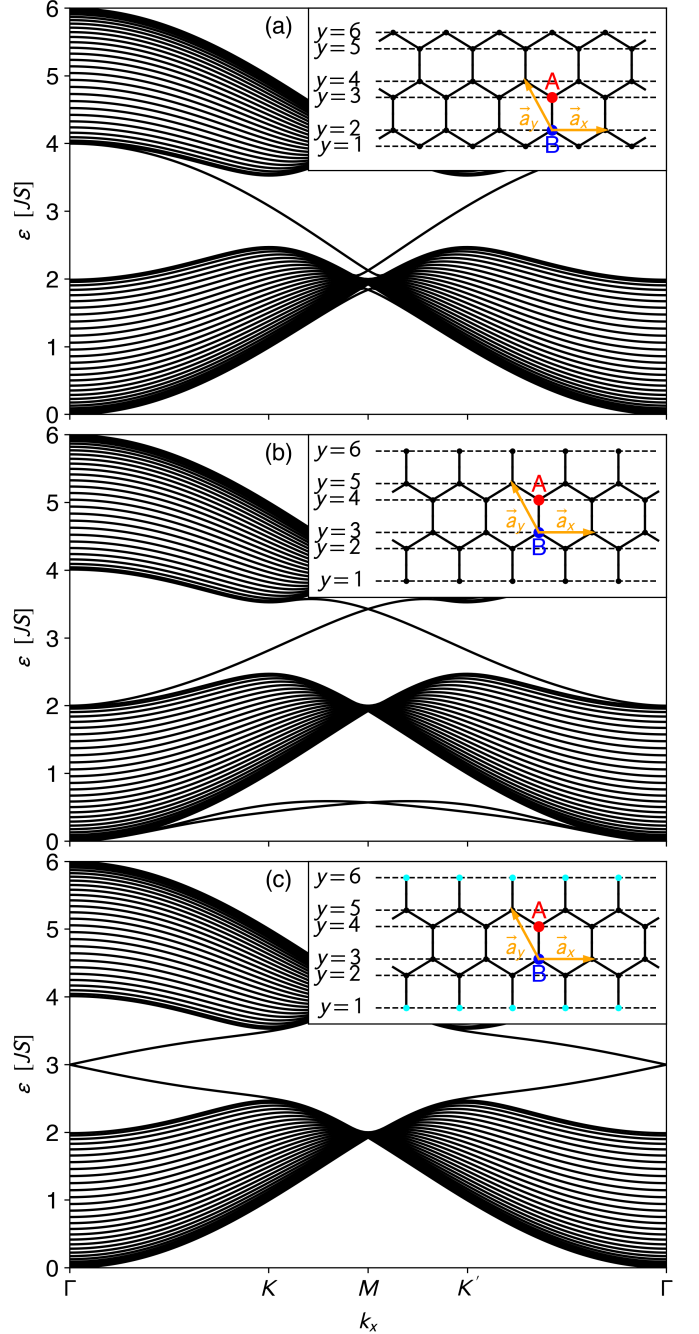 (a)
y=6
y=5
y=4
y=3
y=2
y=1
A
B
a⃗y
a⃗x
6
5
4
3
2
1
0
ε [JS]
(b)
y=6
y=5
y=4
y=3
y=2
y=1
A
B
a⃗y
a⃗x
6
5
4
3
2
1
0
ε [JS]
(c)
y=6
y=5
y=4
y=3
y=2
y=1
A
B
a⃗y
a⃗x
6
5
4
3
2
1
0
ε [JS]
Γ K M K′ Γ
kx